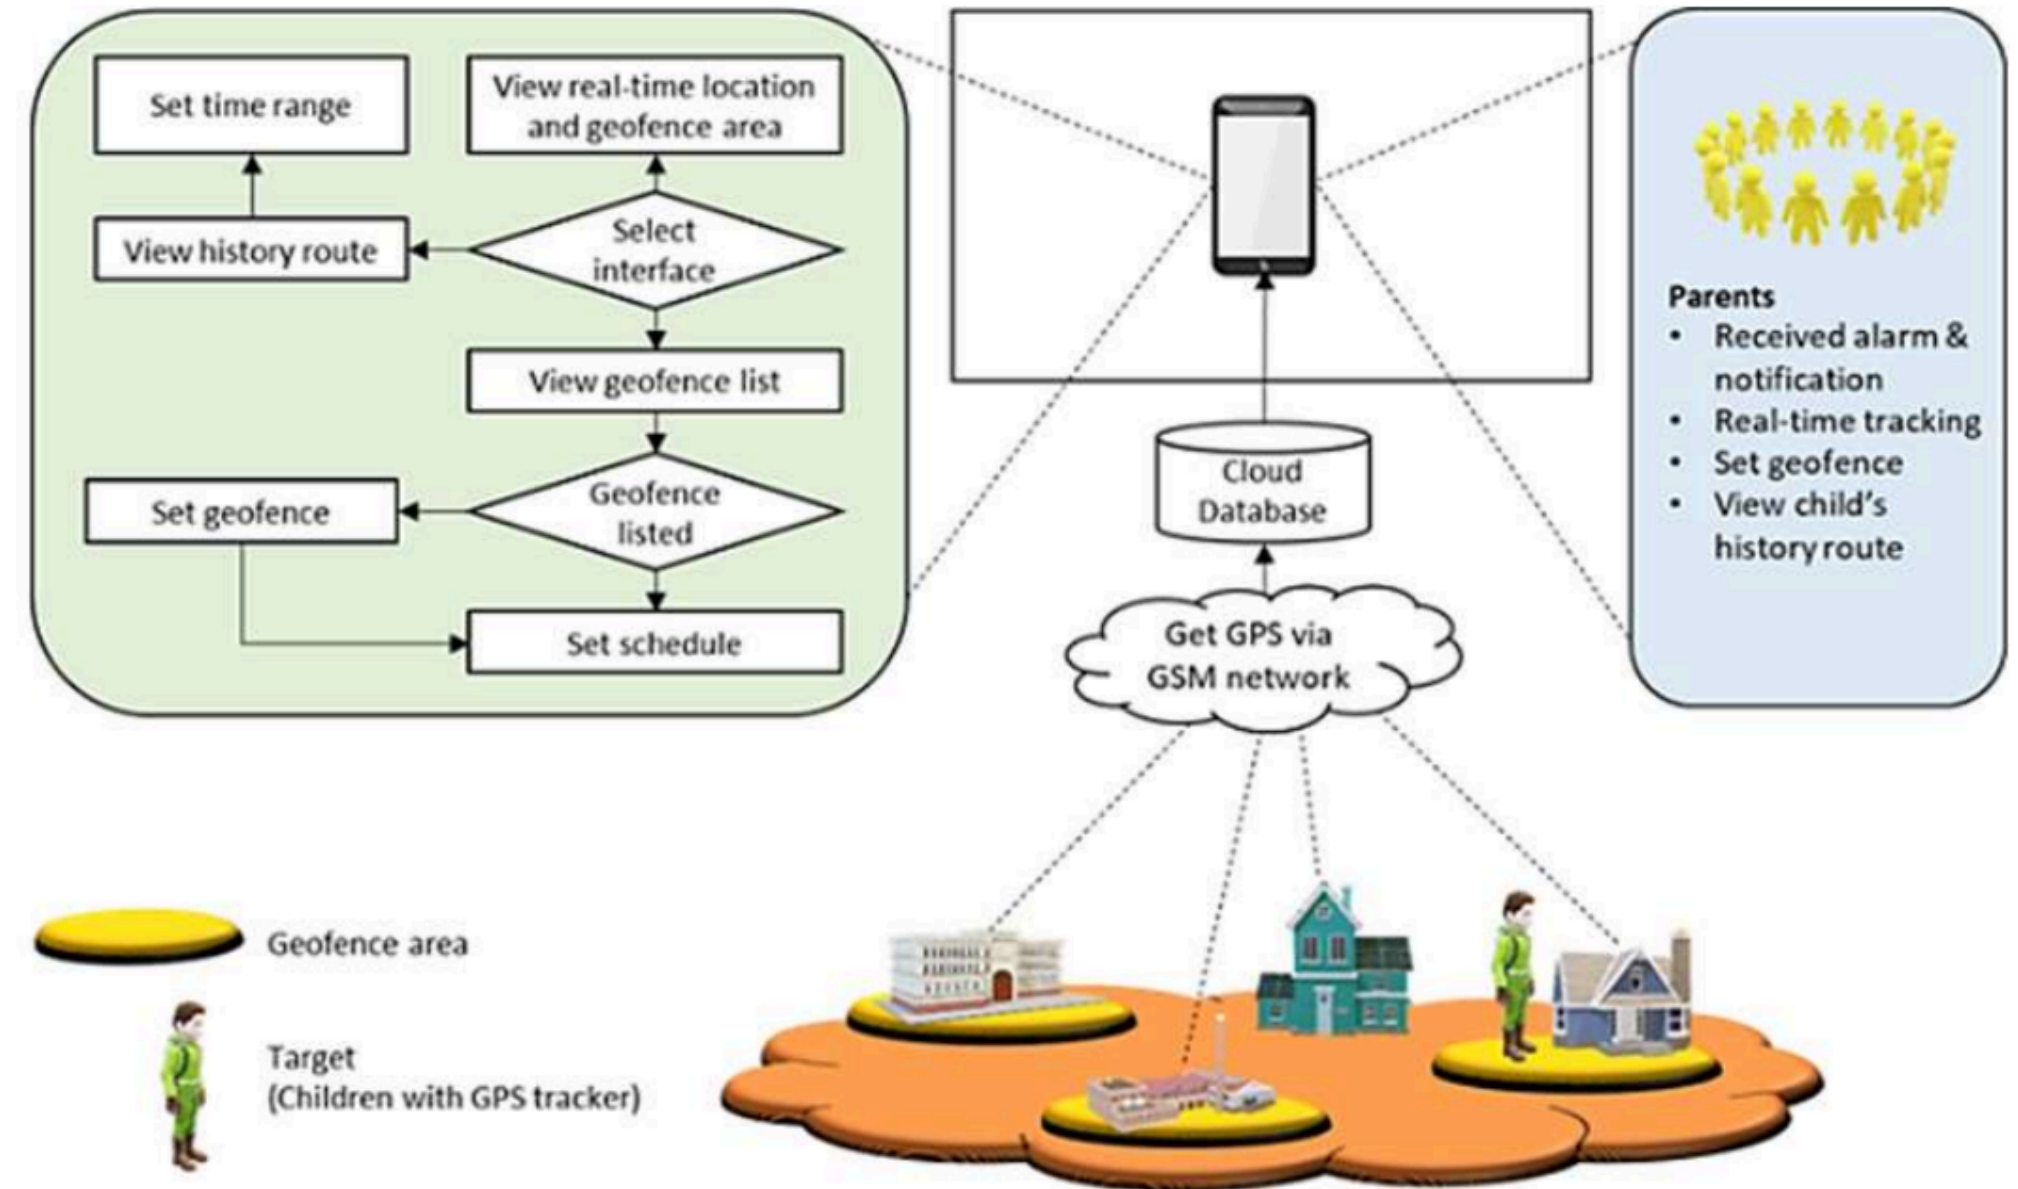 Set time range
View real-time location
and geofence area
View history route
Select
interface
View geofence list
Set geofence
Geofence
listed
Set schedule
Cloud
Database
Get GPS via
GSM network
Parents
• Received alarm &
notification
• Real-time tracking
• Set geofence
• View child's
history route
Geofence area
Target
(Children with GPS tracker)